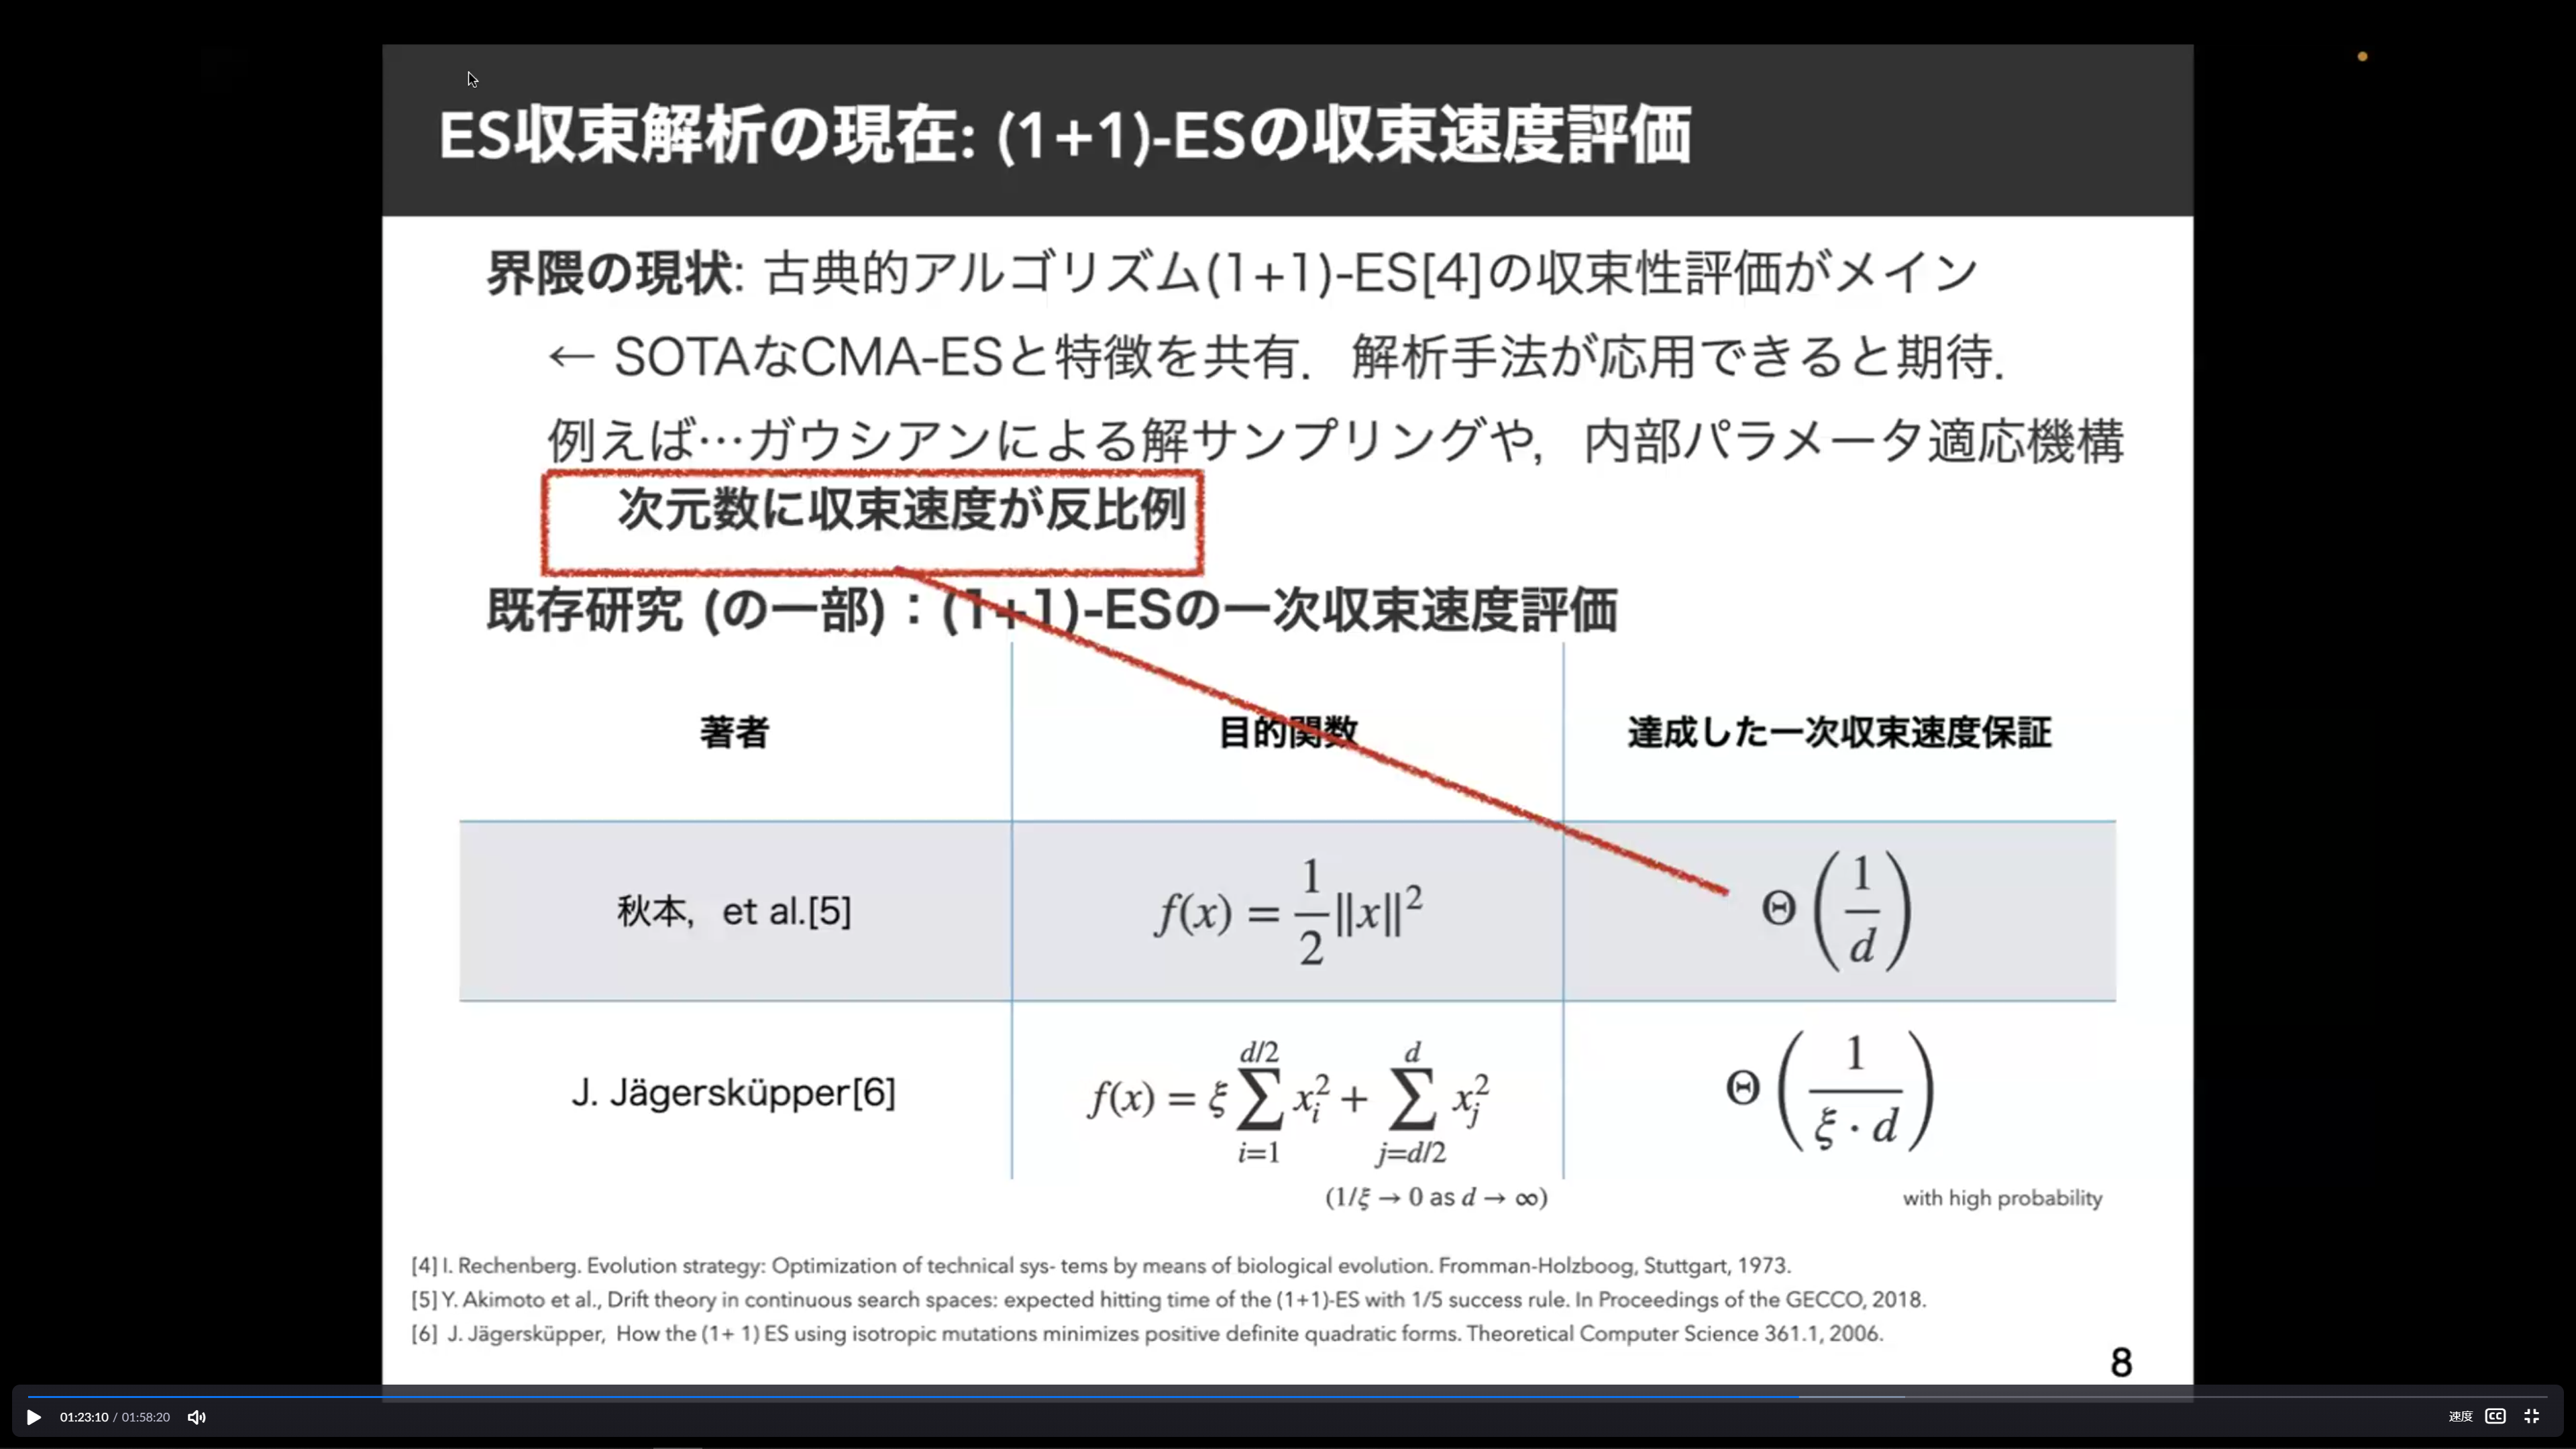 ES収束解析の現在: (1+1)-ESの収束速度評価
界隈の現状: 古典的アルゴリズム(1+1)-ES[4]の収束性評価がメイン
← SOTAなCMA-ESと特徴を共有．解析手法が応用できると期待．
例えば…ガウシアンによる解サンプリングや，内部パラメータ適応機構
次元数に収束速度が反比例
既存研究 (の一部)：(1+1)-ESの一次収束速度評価
著者 目的関数 達成した一次収束速度保証
秋本，et al.[5] f(x) = \frac{1}{2}||x||^2 Θ(\frac{1}{d})
J. Jägersküpper[6] f(x) = ξ \sum_{i=1}^{d/2} x_i^2 + \sum_{j=d/2}^{d} x_j^2 Θ(\frac{1}{ξ · d})
(1/ξ → 0 as d → ∞) with high probability
[4] I. Rechenberg. Evolution strategy: Optimization of technical sys- tems by means of biological evolution. Fromman-Holzboog, Stuttgart, 1973.
[5] Y. Akimoto et al., Drift theory in continuous search spaces: expected hitting time of the (1+1)-ES with 1/5 success rule. In Proceedings of the GECCO, 2018.
[6] J. Jägersküpper, How the (1+ 1) ES using isotropic mutations minimizes positive definite quadratic forms. Theoretical Computer Science 361.1, 2006.
8
01:23:10 / 01:58:20 速度 CC